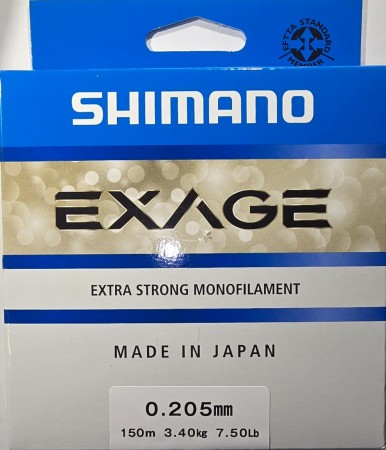 EFTTA STANDARD
MEMBER
SHIMANO
EXAGE
EXTRA STRONG MONOFILAMENT
MADE IN JAPAN
0.205mm
150m 3.40kg 7.50Lb